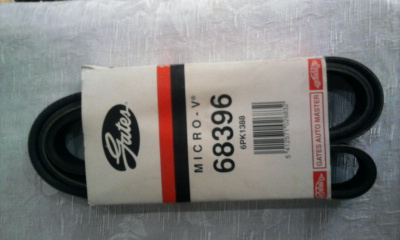 Gates
MICRO-V®
68396
6PK1388
GATES AUTO MASTER